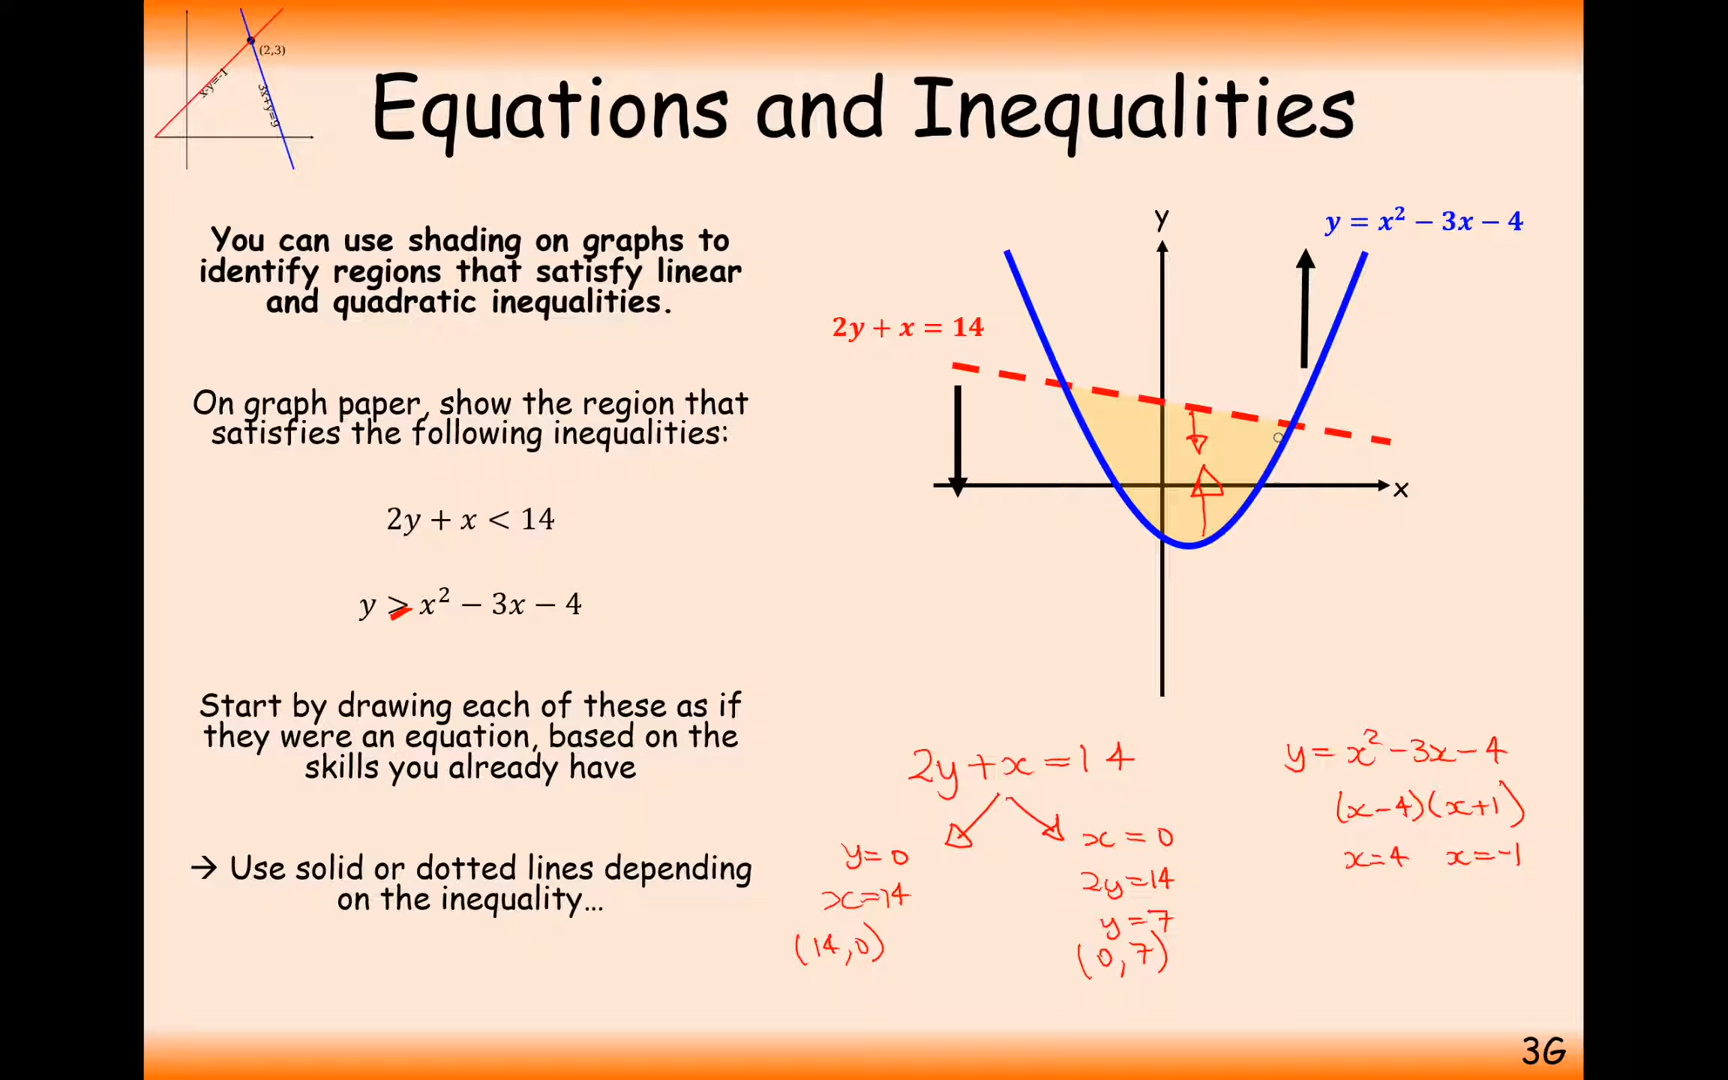 (2,3)
x-y=-1
3x+y=9
Equations and Inequalities
You can use shading on graphs to
identify regions that satisfy linear
and quadratic inequalities.
On graph paper, show the region that
satisfies the following inequalities:
2y + x < 14
y ⩾ x² − 3x − 4
Start by drawing each of these as if
they were an equation, based on the
skills you already have
→ Use solid or dotted lines depending
on the inequality…
y
y = x² − 3x − 4
2y + x = 14
x
2y+x=14
y=0
x=14
(14,0)
x=0
2y=14
y=7
(0,7)
y=x²-3x-4
(x-4)(x+1)
x=4 x=-1
3G